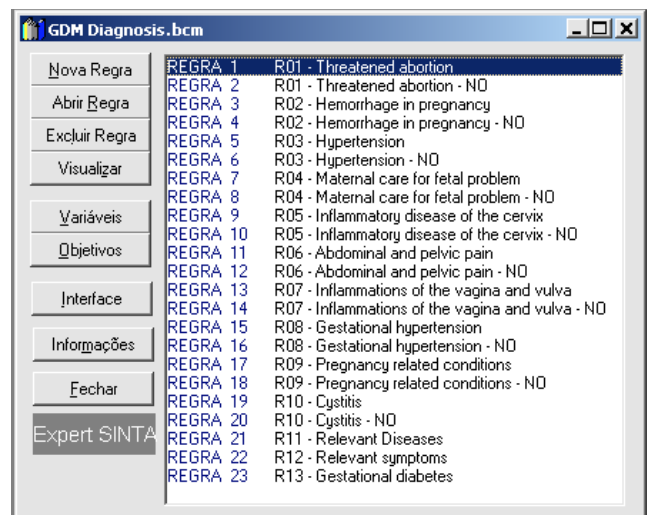 GDM Diagnosis.bcm
Nova Regra
Abrir Regra
Excluir Regra
Visualizar
Variáveis
Objetivos
Interface
Informações
Fechar
Expert SINTA
REGRA 1 R01 - Threatened abortion
REGRA 2 R01 - Threatened abortion - NO
REGRA 3 R02 - Hemorrhage in pregnancy
REGRA 4 R02 - Hemorrhage in pregnancy - NO
REGRA 5 R03 - Hypertension
REGRA 6 R03 - Hypertension - NO
REGRA 7 R04 - Maternal care for fetal problem
REGRA 8 R04 - Maternal care for fetal problem - NO
REGRA 9 R05 - Inflammatory disease of the cervix
REGRA 10 R05 - Inflammatory disease of the cervix - NO
REGRA 11 R06 - Abdominal and pelvic pain
REGRA 12 R06 - Abdominal and pelvic pain - NO
REGRA 13 R07 - Inflammations of the vagina and vulva
REGRA 14 R07 - Inflammations of the vagina and vulva - NO
REGRA 15 R08 - Gestational hypertension
REGRA 16 R08 - Gestational hypertension - NO
REGRA 17 R09 - Pregnancy related conditions
REGRA 18 R09 - Pregnancy related conditions - NO
REGRA 19 R10 - Cystitis
REGRA 20 R10 - Cystitis - NO
REGRA 21 R11 - Relevant Diseases
REGRA 22 R12 - Relevant symptoms
REGRA 23 R13 - Gestational diabetes